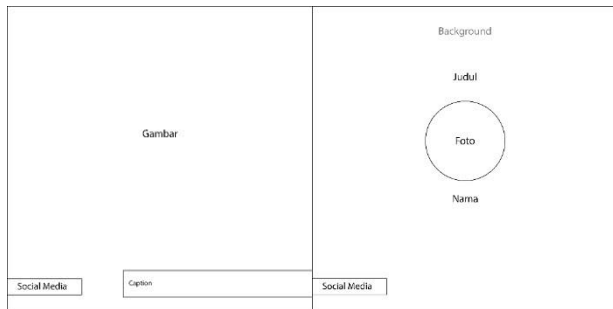 Gambar
Social Media
Caption
Background
Judul
Foto
Nama
Social Media